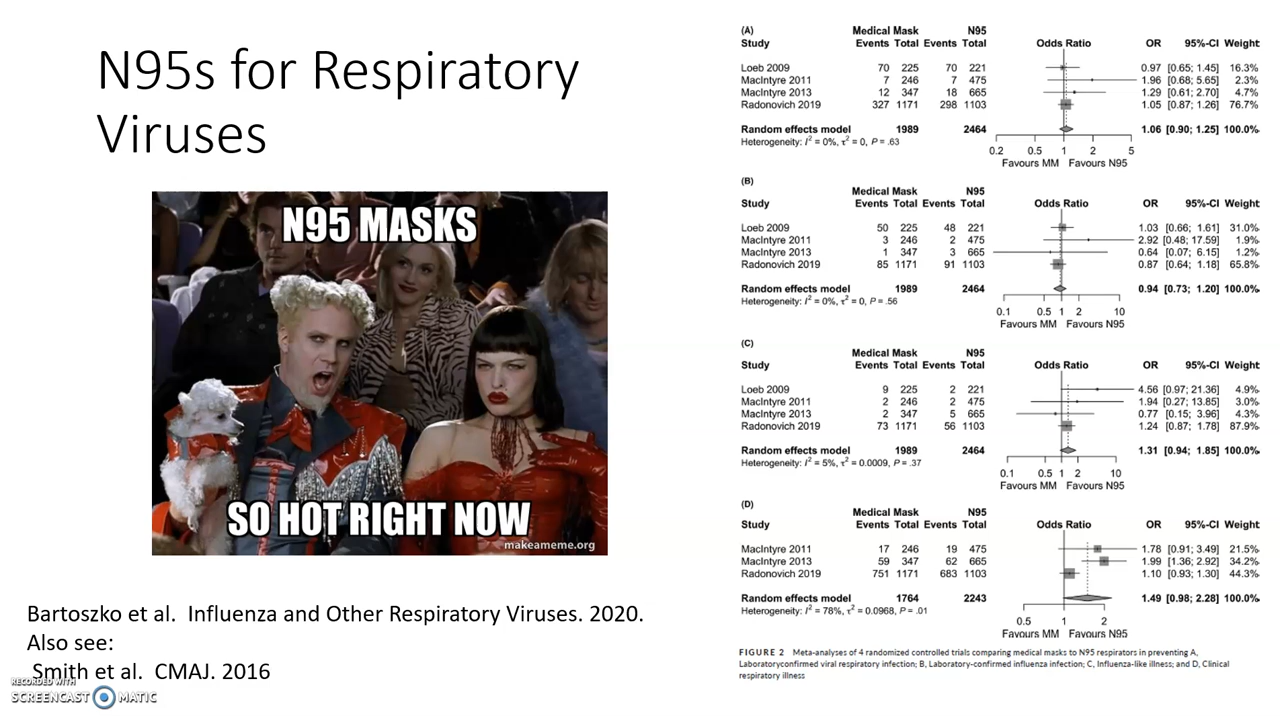 N95s for Respiratory
Viruses
N95 MASKS
SO HOT RIGHT NOW
makeameme.org
Bartoszko et al. Influenza and Other Respiratory Viruses. 2020.
Also see:
Smith et al. CMAJ. 2016
RECORDED WITH
SCREENCAST MATIC
(A)
Medical Mask N95
Study Events Total Events Total Odds Ratio OR 95%-CI Weight
Loeb 2009 70 225 70 221 0.97 [0.65; 1.45] 16.3%
MacIntyre 2011 7 246 7 475 1.96 [0.68; 5.65] 2.3%
MacIntyre 2013 12 347 18 665 1.29 [0.61; 2.70] 4.7%
Radonovich 2019 327 1171 298 1103 1.05 [0.87; 1.26] 76.7%
Random effects model 1989 2464 1.06 [0.90; 1.25] 100.0%
Heterogeneity: I² = 0%, τ² = 0, P = .63
0.2 0.5 1 2 5
Favours MM Favours N95
(B)
Medical Mask N95
Study Events Total Events Total Odds Ratio OR 95%-CI Weight
Loeb 2009 50 225 48 221 1.03 [0.66; 1.61] 31.0%
MacIntyre 2011 3 246 2 475 2.92 [0.48; 17.59] 1.9%
MacIntyre 2013 1 347 3 665 0.64 [0.07; 6.15] 1.2%
Radonovich 2019 85 1171 91 1103 0.87 [0.64; 1.18] 65.8%
Random effects model 1989 2464 0.94 [0.73; 1.20] 100.0%
Heterogeneity: I² = 0%, τ² = 0, P = .56
0.1 0.5 1 2 10
Favours MM Favours N95
(C)
Medical Mask N95
Study Events Total Events Total Odds Ratio OR 95%-CI Weight
Loeb 2009 9 225 2 221 4.56 [0.97; 21.36] 4.9%
MacIntyre 2011 2 246 2 475 1.94 [0.27; 13.85] 3.0%
MacIntyre 2013 2 347 5 665 0.77 [0.15; 3.96] 4.3%
Radonovich 2019 73 1171 56 1103 1.24 [0.87; 1.78] 87.9%
Random effects model 1989 2464 1.31 [0.94; 1.85] 100.0%
Heterogeneity: I² = 5%, τ² = 0.0009, P = .37
0.1 0.5 1 2 10
Favours MM Favours N95
(D)
Medical Mask N95
Study Events Total Events Total Odds Ratio OR 95%-CI Weight
MacIntyre 2011 17 246 19 475 1.78 [0.91; 3.49] 21.5%
MacIntyre 2013 59 347 62 665 1.99 [1.36; 2.92] 34.2%
Radonovich 2019 751 1171 683 1103 1.10 [0.93; 1.30] 44.3%
Random effects model 1764 2243 1.49 [0.98; 2.28] 100.0%
Heterogeneity: I² = 78%, τ² = 0.0968, P = .01
0.5 1 2
Favours MM Favours N95
FIGURE 2 Meta-analyses of 4 randomized controlled trials comparing medical masks to N95 respirators in preventing A,
Laboratoryconfirmed viral respiratory infection; B, Laboratory-confirmed influenza infection; C, Influenza-like illness; and D, Clinical
respiratory illness